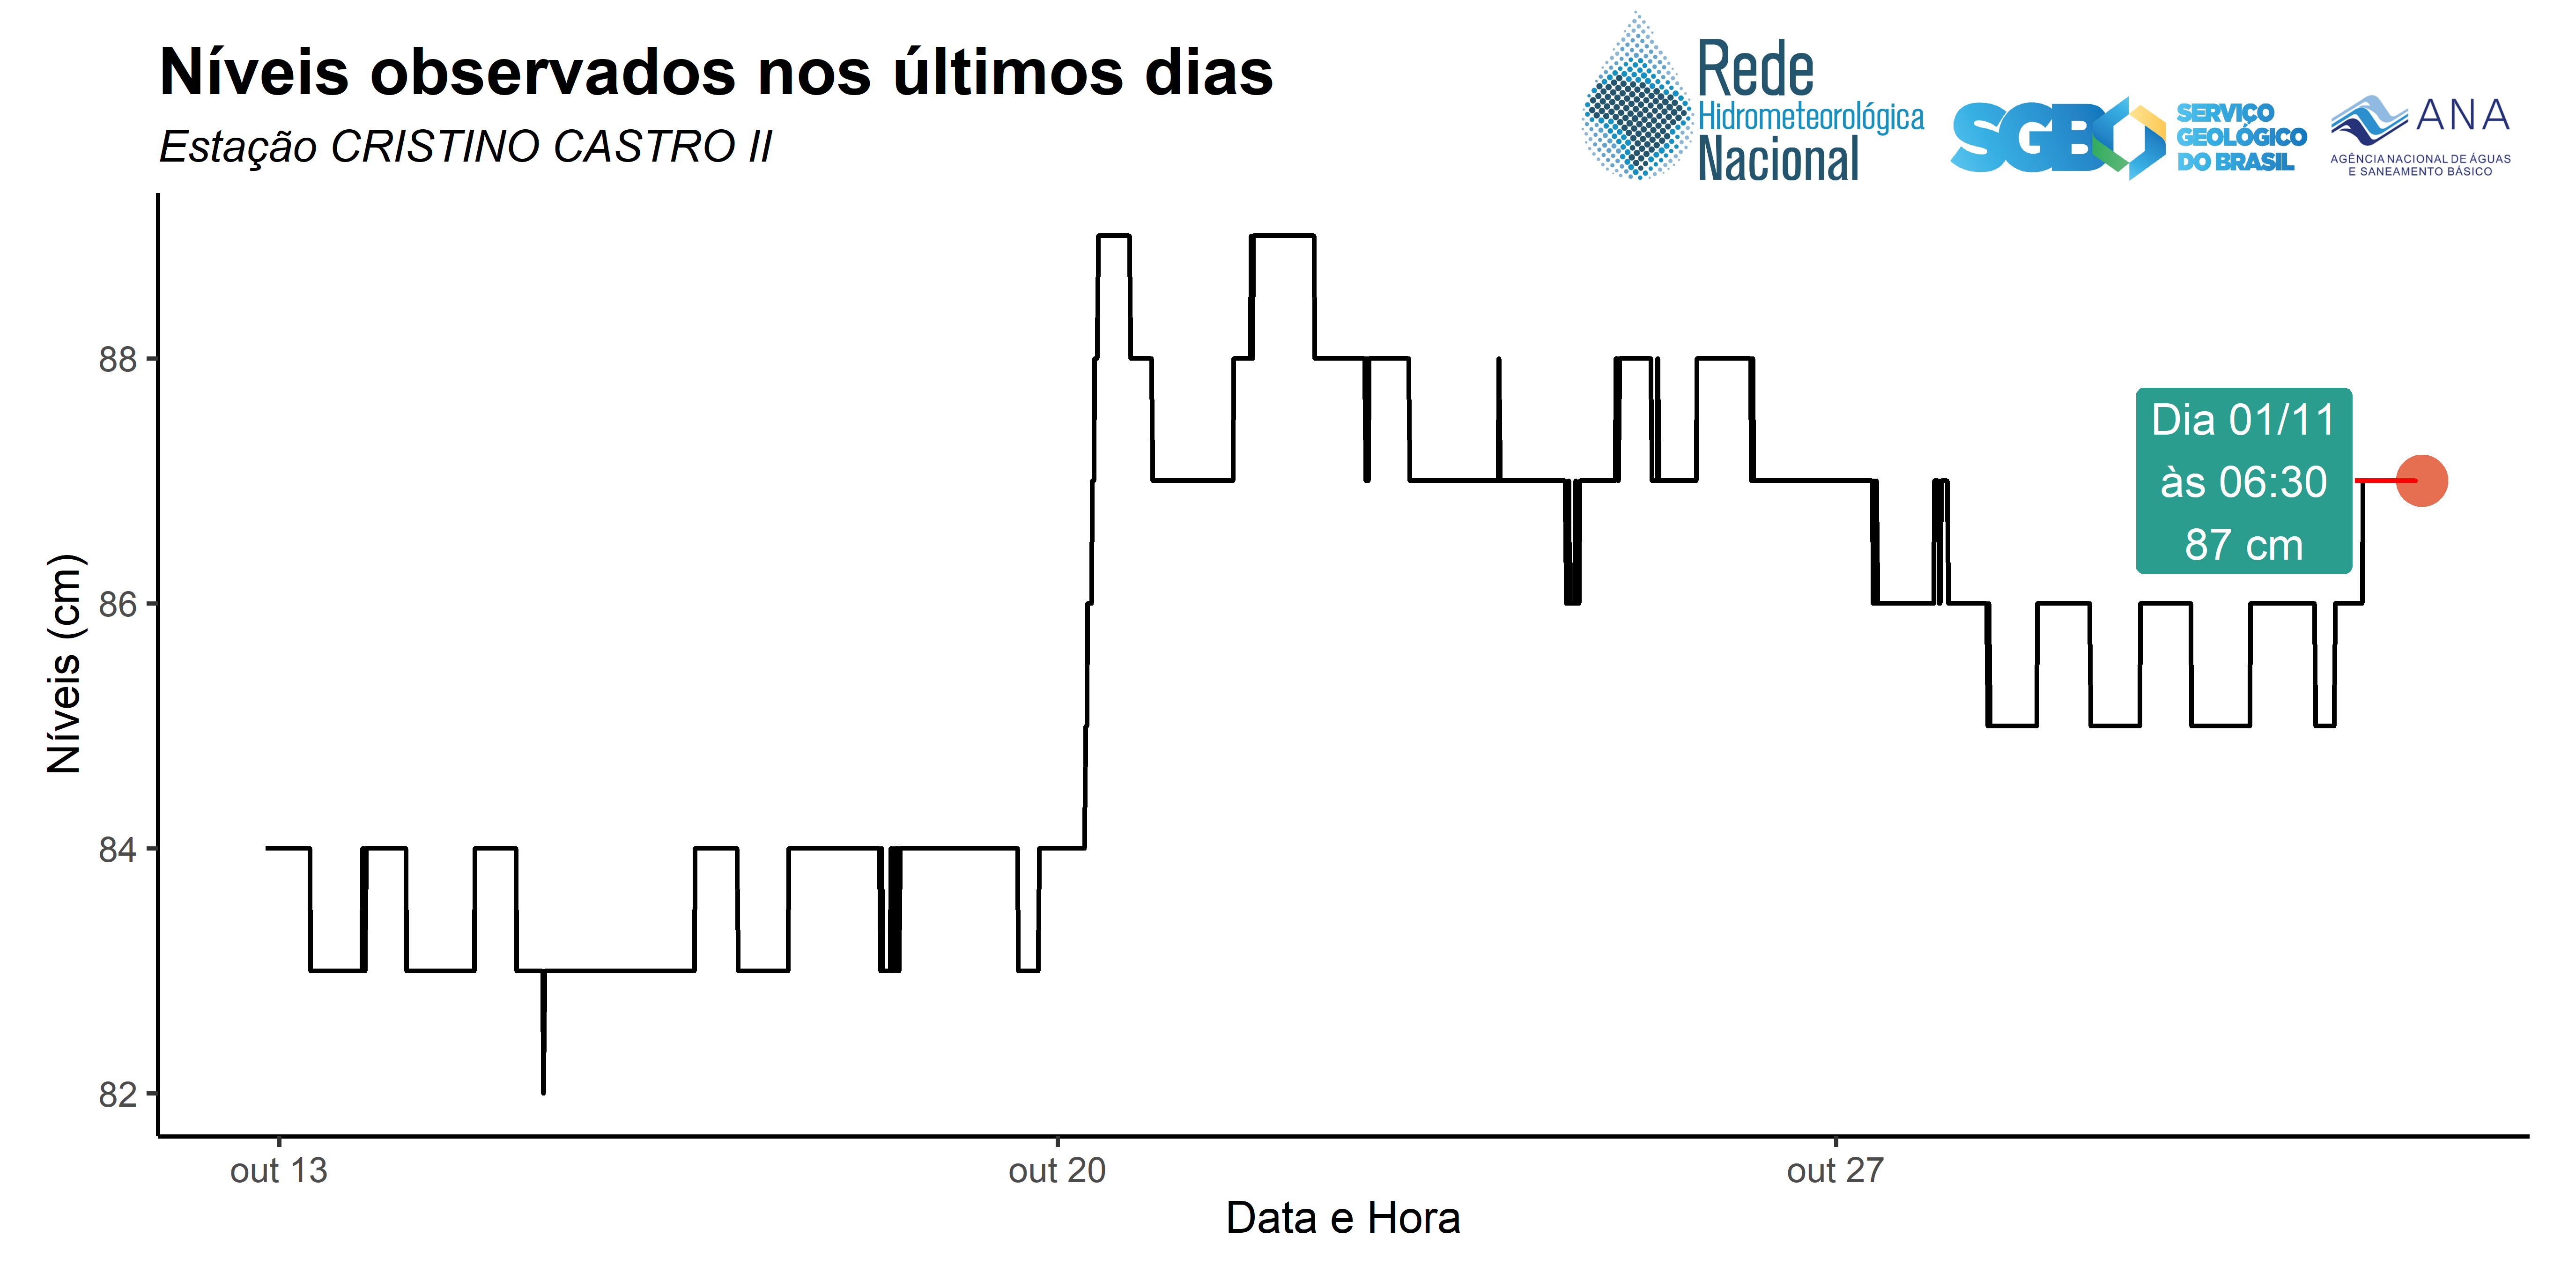 Níveis observados nos últimos dias
Estação CRISTINO CASTRO II
Rede
Hidrometeorológica
Nacional
SGB
SERVIÇO
GEOLÓGICO
DO BRASIL
ANA
AGÊNCIA NACIONAL DE ÁGUAS
E SANEAMENTO BÁSICO
Níveis (cm)
88
86
84
82
Dia 01/11
às 06:30
87 cm
out 13
out 20
out 27
Data e Hora